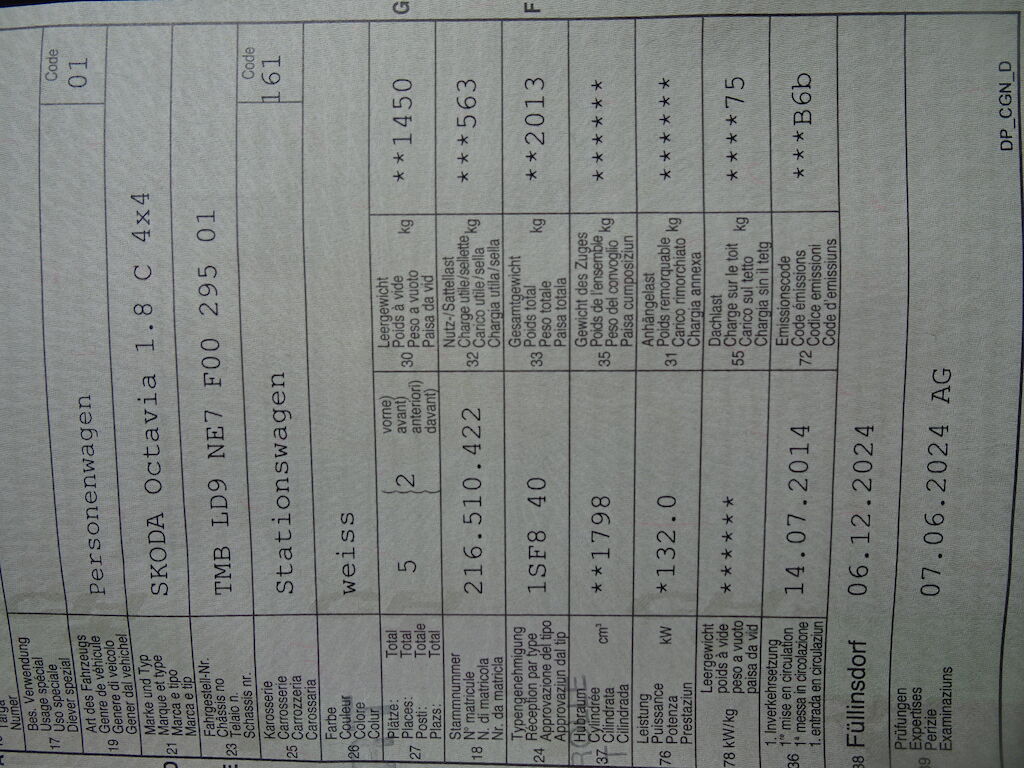 Targa
Numer
Bes. Verwendung
Usage spécial
17 Uso speciale
Diever spezial
Code
01
Art des Fahrzeugs
Genre de véhicule
19 Genere di veicolo
Gener dal vehichel
Personenwagen
Marke und Typ
Marque et type
21 Marca e tipo
Marca e tip
SKODA Octavia 1.8 C 4x4
Fahrgestell-Nr.
Châssis no
23 Telaio n.
Schassis nr.
TMB LD9 NE7 F00 295 01
Karosserie
Carrosserie
25 Carrozzeria
Carossaria
Stationswagen
Code
161
Farbe
Couleur
26 Colore
Colur
weiss
Plätze: Total
Places: Total
27 Posti: Totale
Plazs: Total
5
2
vorne)
avant)
anteriori)
davant)
Leergewicht
Poids à vide
30 Peso a vuoto kg
Paisa da vid
**1450
G
Stammnummer
N° matricule
18 N. di matricola
Nr. da matricla
216.510.422
Nutz-/Sattellast
Charge utile/sellette
32 Carico utile/sella kg
Chargia utila/sella
***563
Typengenehmigung
Réception par type
24 Approvazione del tipo
Approvaziun dal tip
1SF8 40
Gesamtgewicht
Poids total
33 Peso totale kg
Paisa totala
**2013
F
Hubraum
Cylindrée
37 Cilindrata cm³
Cilindrada
**1798
Gewicht des Zuges
Poids de l'ensemble
35 Peso del convoglio kg
Paisa cumposiziun
******
Leistung
Puissance
76 Potenza kW
Prestaziun
*132.0
Anhängelast
Poids remorquable
31 Carico rimorchiato kg
Chargia annexa
******
Leergewicht
poids à vide
78 kW/kg peso a vuoto
paisa da vid
******
Dachlast
Charge sur le toit
55 Carico sul tetto kg
Chargia sin il tetg
****75
1. Inverkehrsetzung
1re mise en circulation
36 1a messa in circolazione
1. entrada en circulaziun
14.07.2014
Emissionscode
Code émissions
72 Codice emissioni
Code d'emissiuns
***B6b
38 Füllinsdorf 06.12.2024
Prüfungen
Expertises
39 Perizie
Examinaziuns
07.06.2024 AG
DP_CGN_D